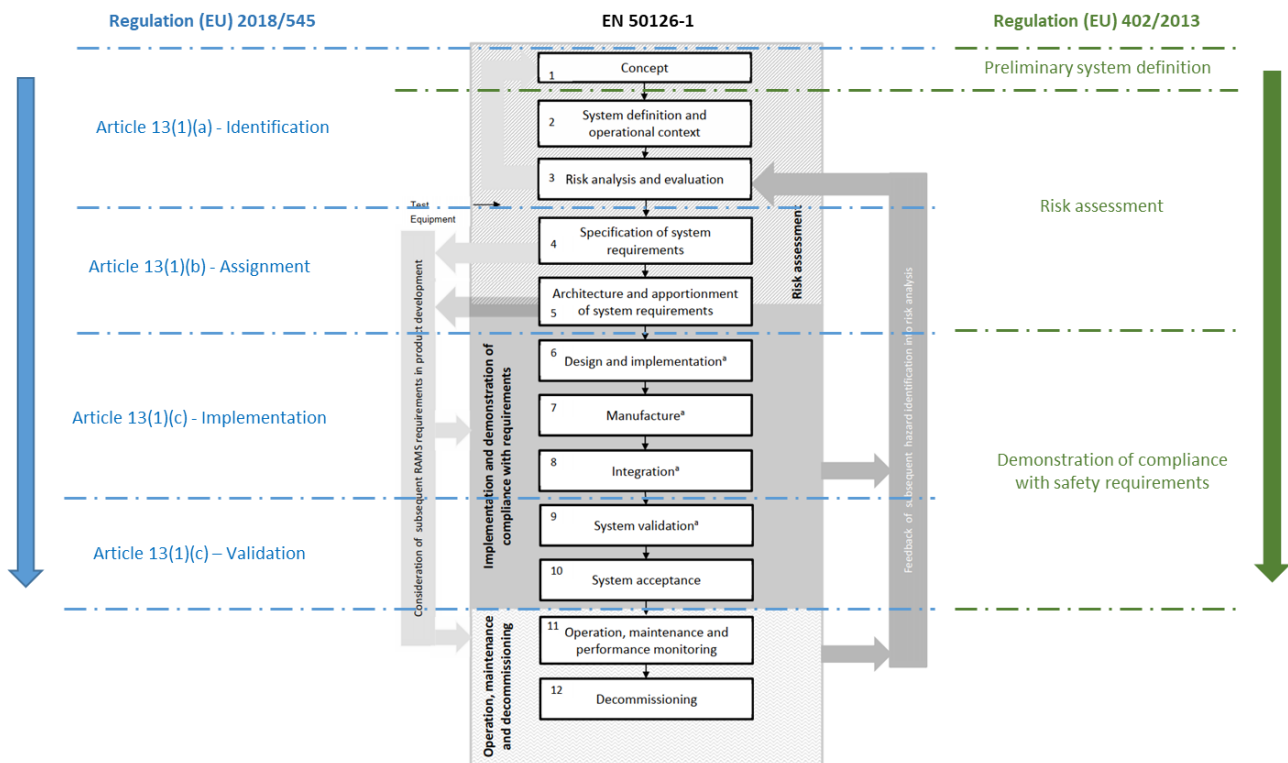 Regulation (EU) 2018/545
EN 50126-1
Regulation (EU) 402/2013
Article 13(1)(a) - Identification
Article 13(1)(b) - Assignment
Article 13(1)(c) - Implementation
Article 13(1)(c) – Validation
Test
Equipment
Consideration of subsequent RAMS requirements in product development
1
Concept
2
System definition and
operational context
3
Risk analysis and evaluation
4
Specification of system
requirements
5
Architecture and apportionment
of system requirements
6
Design and implementationᵃ
7
Manufactureᵃ
8
Integrationᵃ
9
System validationᵃ
10
System acceptance
11
Operation, maintenance and
performance monitoring
12
Decommissioning
Risk assessment
Implementation and demonstration of
compliance with requirements
Operation, maintenance
and decommissioning
Feedback of subsequent hazard identification into risk analysis
Preliminary system definition
Risk assessment
Demonstration of compliance
with safety requirements